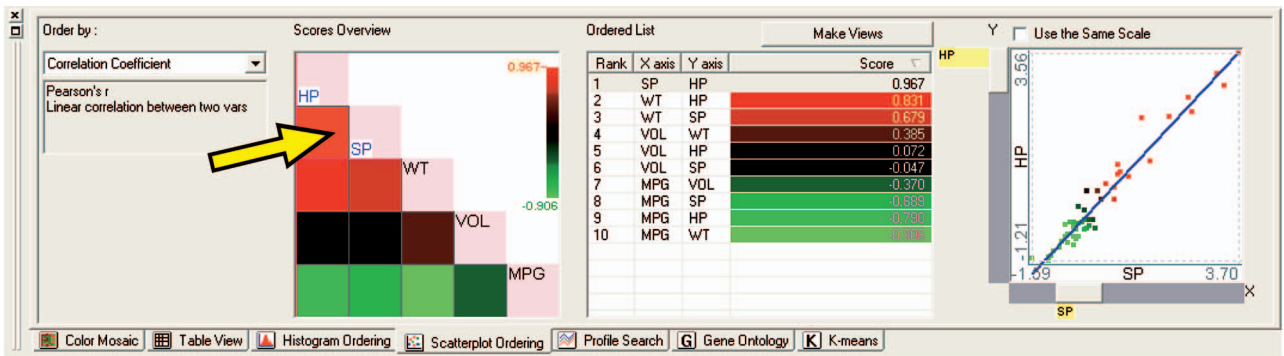 Order by :
Correlation Coefficient
Pearson's r
Linear correlation between two vars
Scores Overview
0.967
HP
SP
WT
VOL
MPG
-0.906
Ordered List
Make Views
Rank X axis Y axis Score
1 SP HP 0.967
2 WT HP 0.831
3 WT SP 0.679
4 VOL WT 0.385
5 VOL HP 0.072
6 VOL SP -0.047
7 MPG VOL -0.370
8 MPG SP -0.689
9 MPG HP -0.790
10 MPG WT
Y
Use the Same Scale
HP
3.56
HP
-1.21
-1.59 SP 3.70
X
SP
Color Mosaic Table View Histogram Ordering Scatterplot Ordering Profile Search G Gene Ontology K K-means